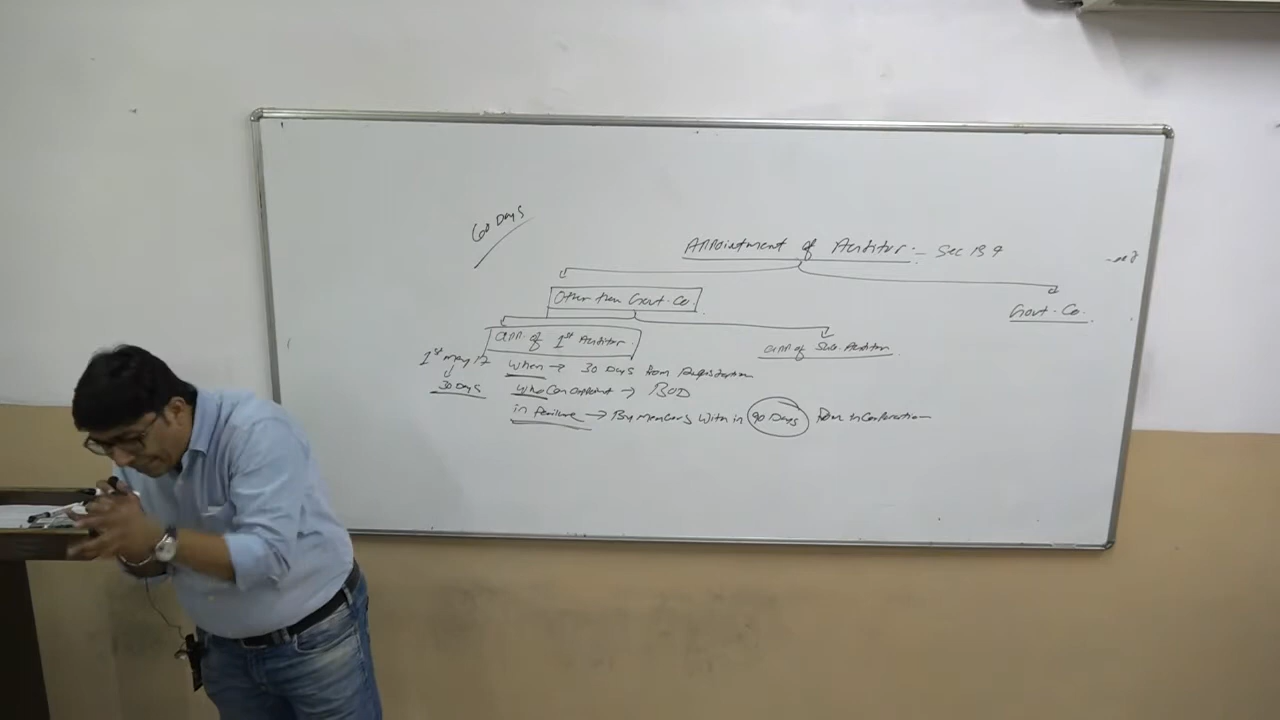 60 Days
Appointment of Auditor - Sec 139
Other than Govt. Co.
Govt. Co.
app. of 1st Auditor
app of Sub. Auditor
1st may 17
When → 30 Days from Registration
30 Days
Who Can appoint → BOD
in failure → By Members with in 90 Days from incorporation